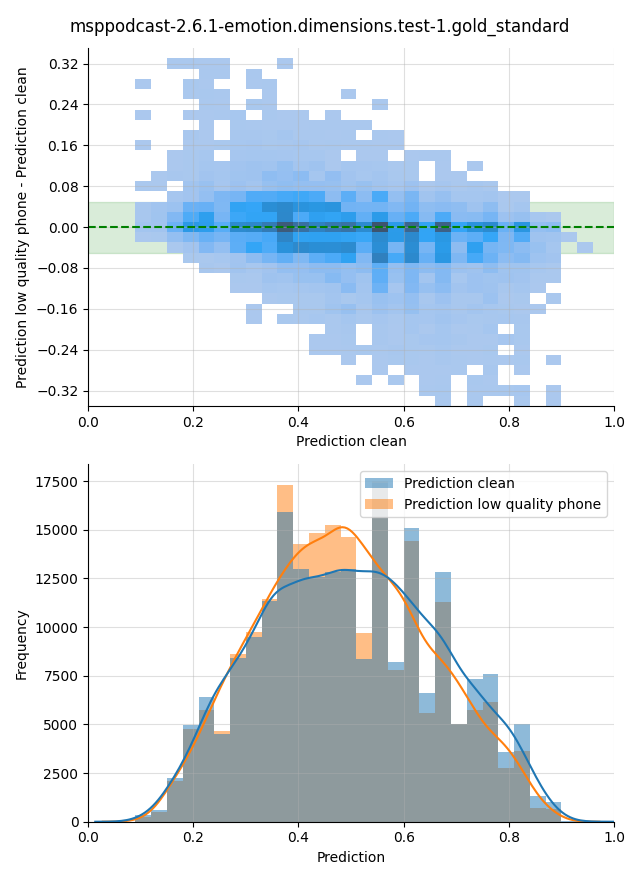 msppodcast-2.6.1-emotion.dimensions.test-1.gold_standard
Prediction low quality phone - Prediction clean
0.32
0.24
0.16
0.08
0.00
−0.08
−0.16
−0.24
−0.32
0.0 0.2 0.4 0.6 0.8 1.0
Prediction clean
Frequency
17500
15000
12500
10000
7500
5000
2500
0
Prediction clean
Prediction low quality phone
0.0 0.2 0.4 0.6 0.8 1.0
Prediction